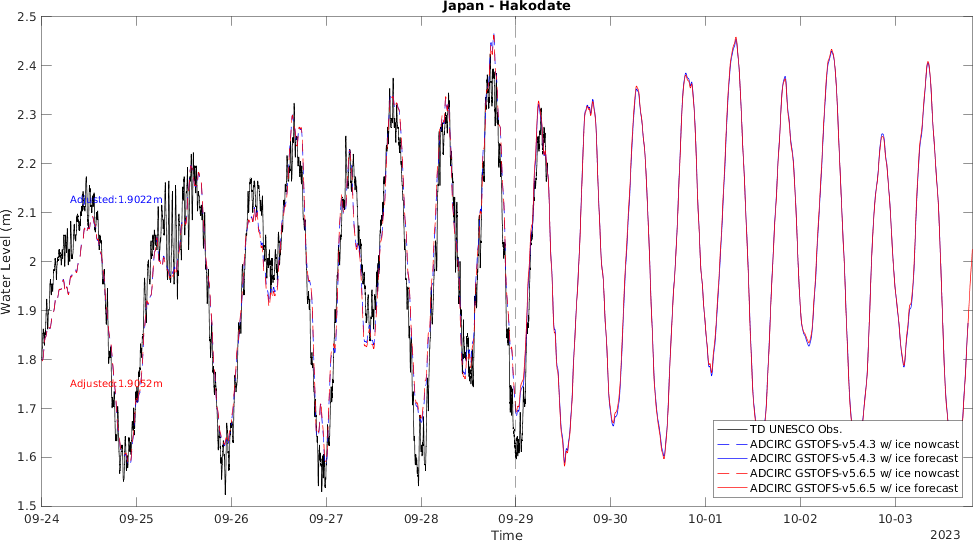 Japan - Hakodate
2.5
2.4
2.3
2.2
2.1
2
1.9
1.8
1.7
1.6
1.5
Water Level (m)
Adjusted:1.9022m
Adjusted:1.9052m
TD UNESCO Obs.
ADCIRC GSTOFS-v5.4.3 w/ ice nowcast
ADCIRC GSTOFS-v5.4.3 w/ ice forecast
ADCIRC GSTOFS-v5.6.5 w/ ice nowcast
ADCIRC GSTOFS-v5.6.5 w/ ice forecast
09-24 09-25 09-26 09-27 09-28 09-29 09-30 10-01 10-02 10-03
Time
2023